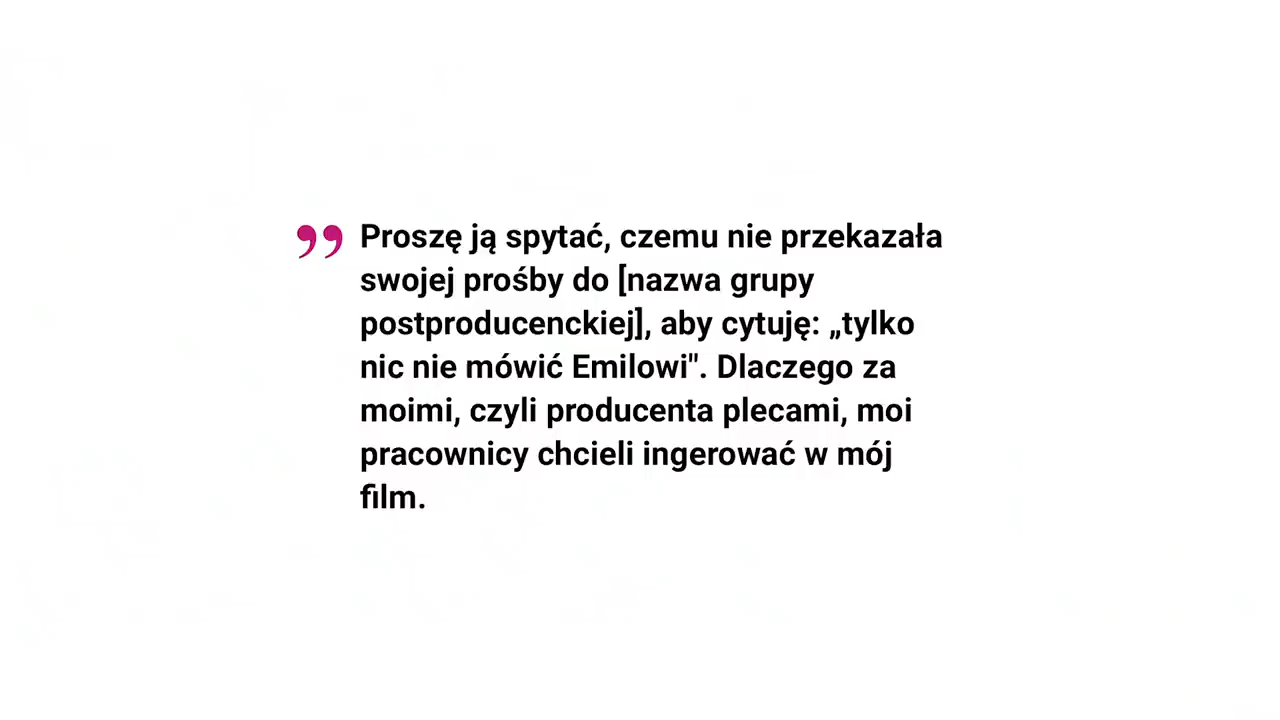 ” Proszę ją spytać, czemu nie przekazała
swojej prośby do [nazwa grupy
postproducenckiej], aby cytuję: „tylko
nic nie mówić Emilowi". Dlaczego za
moimi, czyli producenta plecami, moi
pracownicy chcieli ingerować w mój
film.